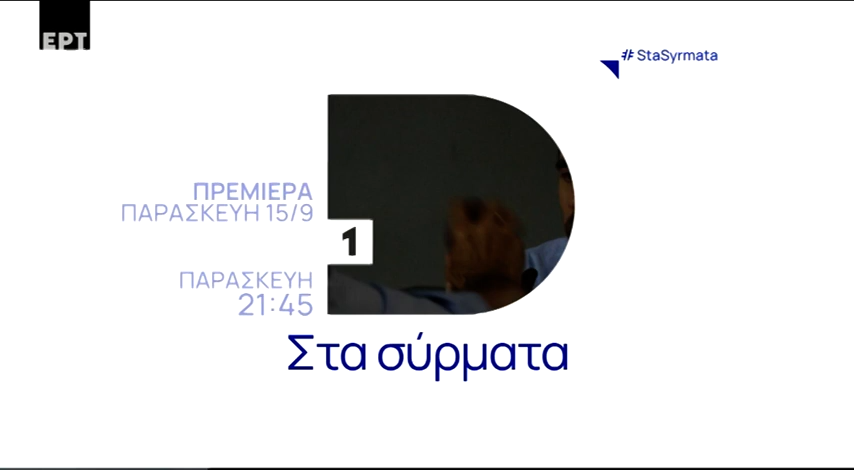 ΕΡΤ
# StaSyrmata
ΠΡΕΜΙΕΡΑ
ΠΑΡΑΣΚΕΥΗ 15/9
1
ΠΑΡΑΣΚΕΥΗ
21:45
Στα σύρματα